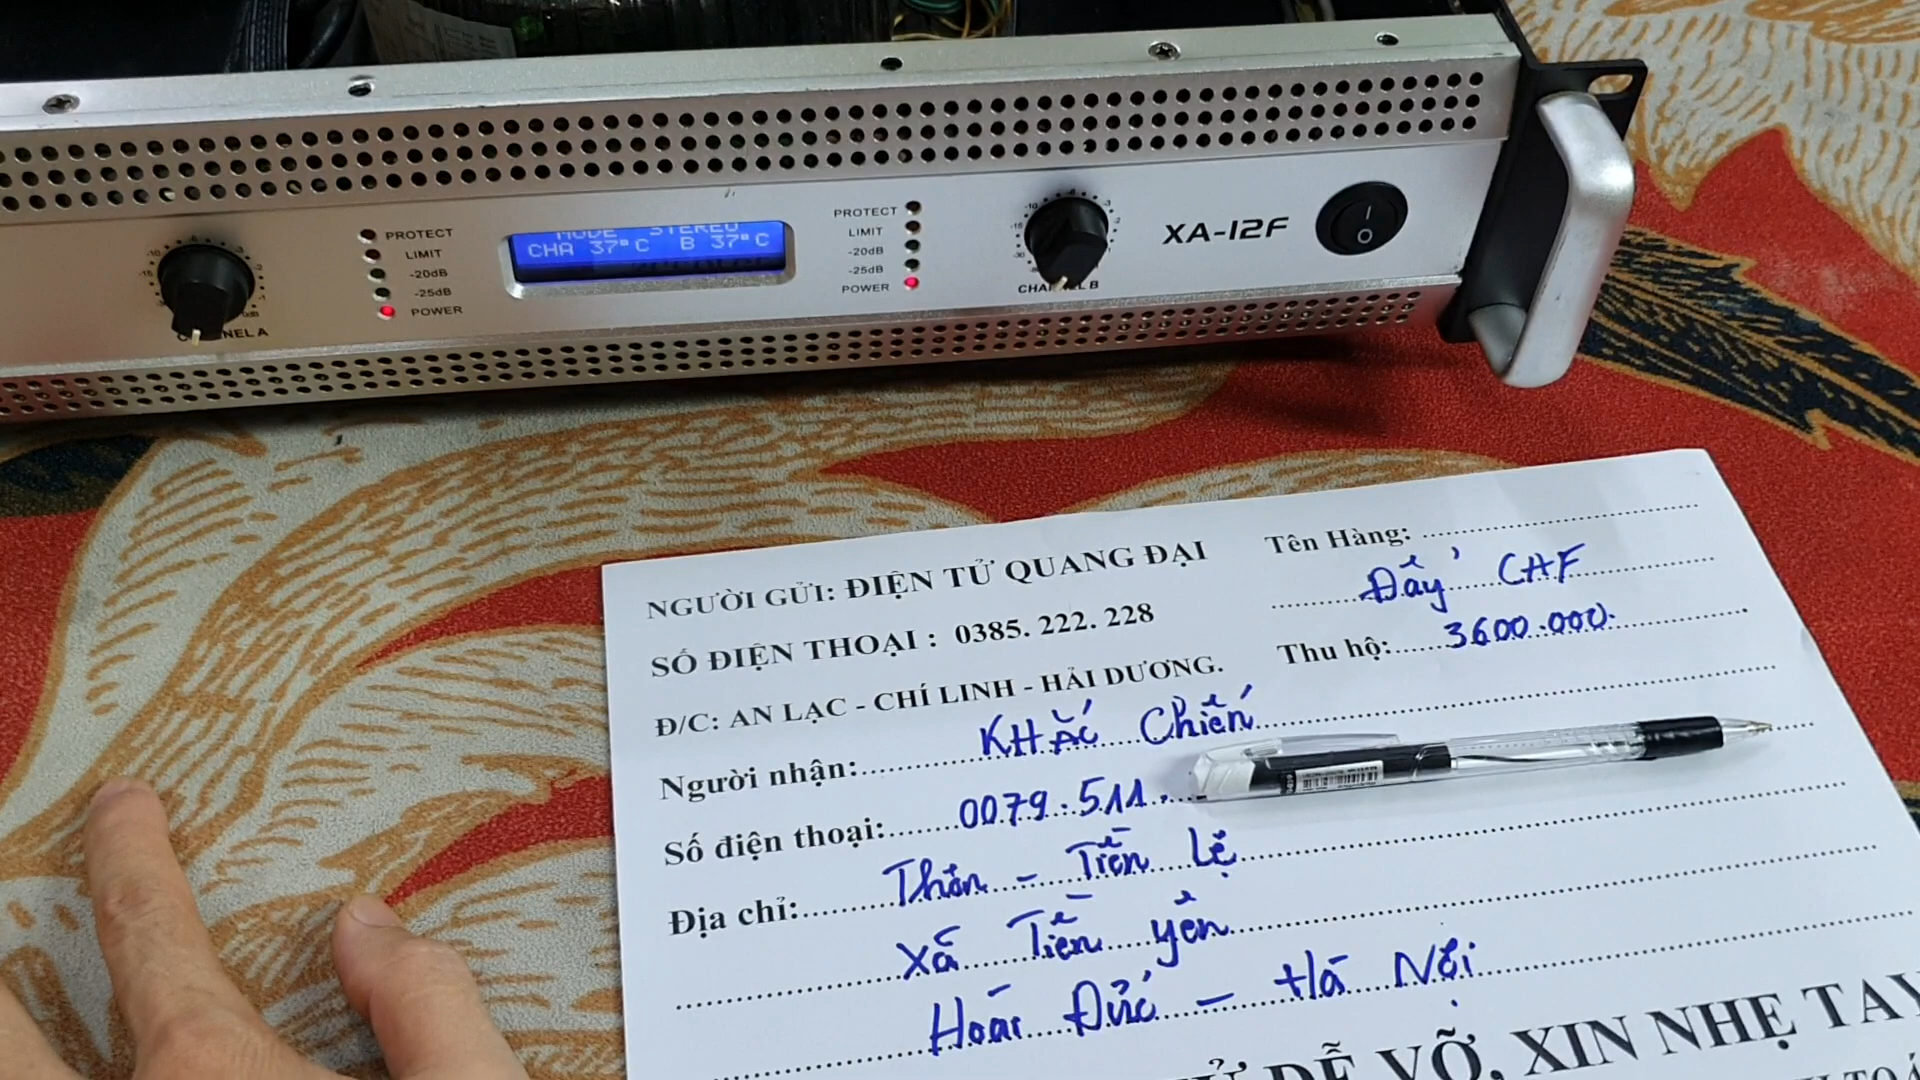 MODE STEREO
CHA 37°C B 37°C
PROTECT
LIMIT
-20dB
-25dB
POWER
CHANNEL A
PROTECT
LIMIT
-20dB
-25dB
POWER
CHANNEL B
XA-12F
NGƯỜI GỬI: ĐIỆN TỬ QUANG ĐẠI
SỐ ĐIỆN THOẠI : 0385. 222. 228
Đ/C: AN LẠC - CHÍ LINH - HẢI DƯƠNG.
Tên Hàng:
Đẩy CAF
Thu hộ: 3600.000.
Người nhận: KHẮC Chiến
Số điện thoại: 0079.511.
Địa chỉ: Thôn - Tiền Lệ
Xã Tiền yên
Hoài Đức - Hà Nội
DỄ VỠ, XIN NHẸ TAY